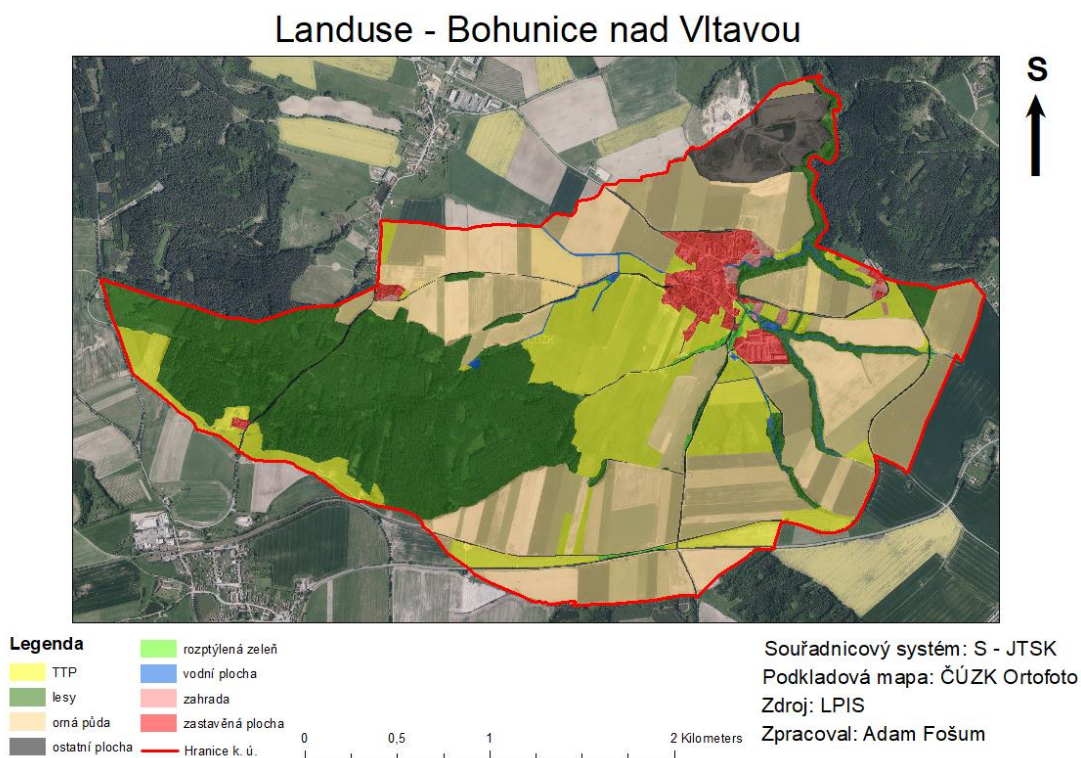 Landuse - Bohunice nad Vltavou
S
ČÚZK
Legenda
TTP
lesy
orná půda
ostatní plocha
rozptýlená zeleň
vodní plocha
zahrada
zastavěná plocha
Hranice k. ú.
0 0,5 1 2 Kilometers
Souřadnicový systém: S - JTSK
Podkladová mapa: ČÚZK Ortofoto
Zdroj: LPIS
Zpracoval: Adam Fošum